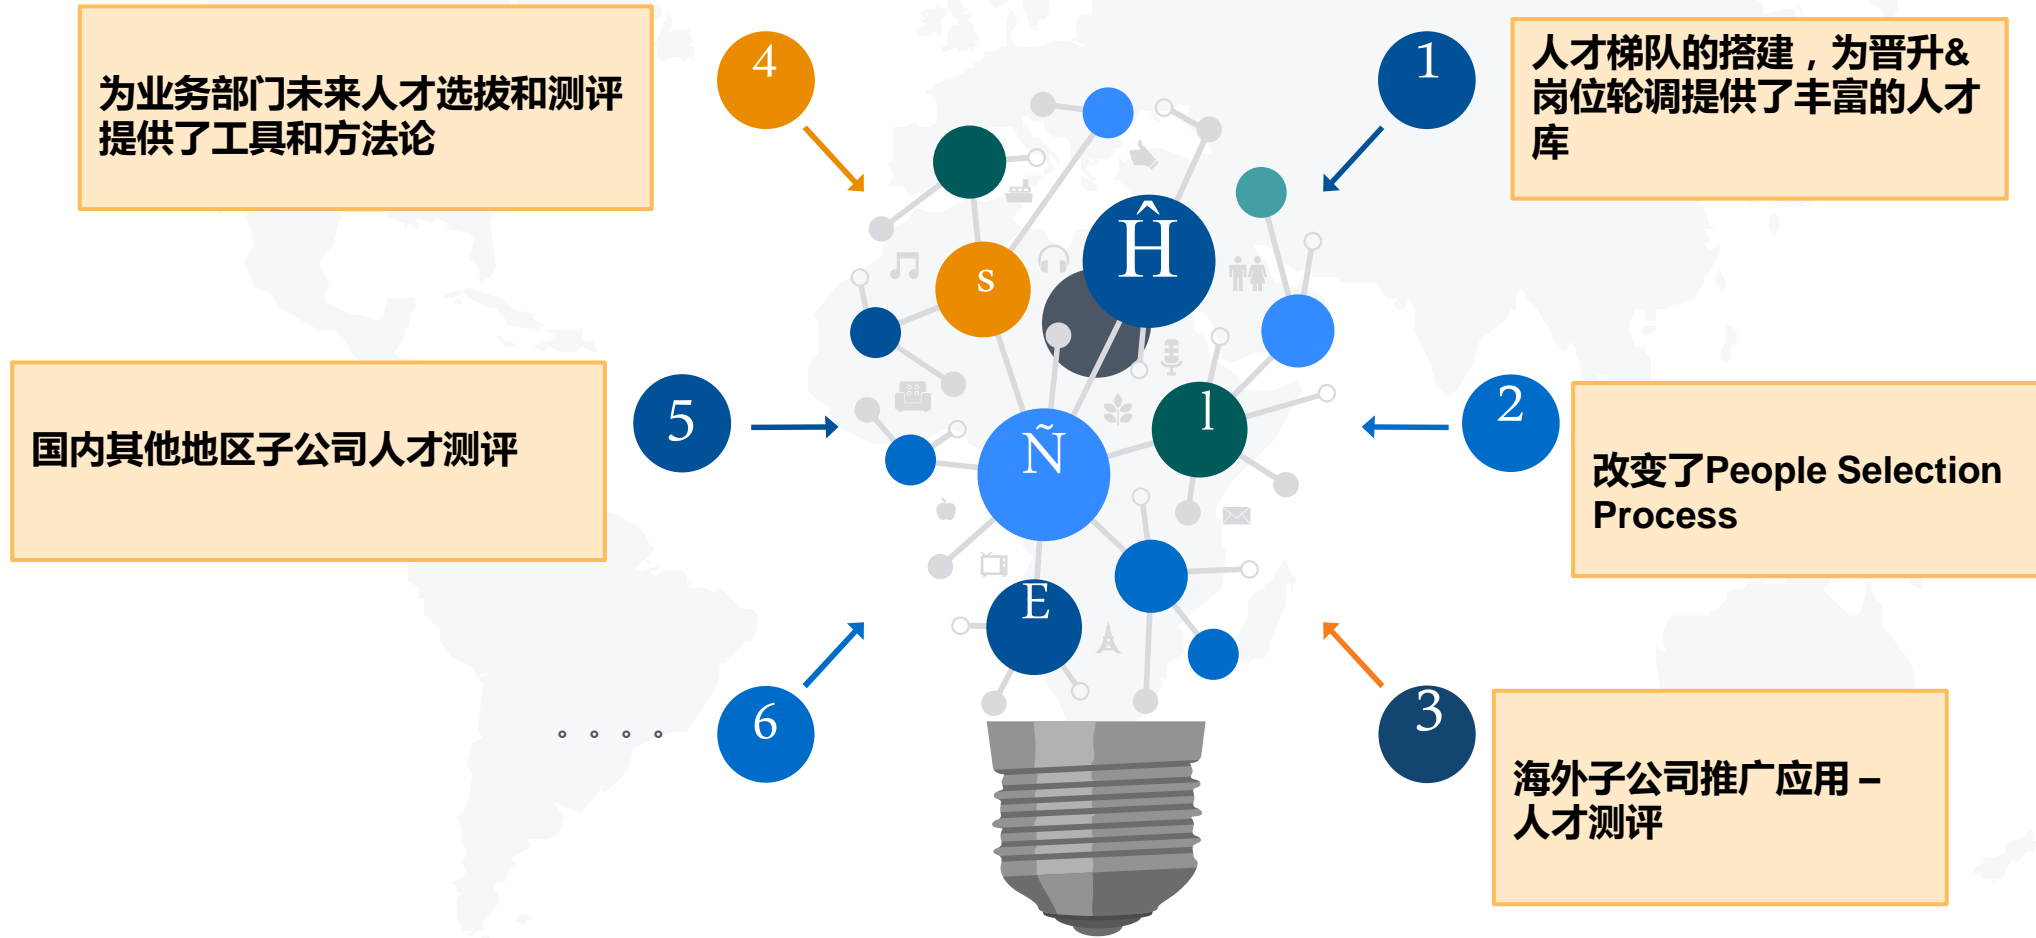 4
为业务部门未来人才选拔和测评
提供了工具和方法论
1
人才梯队的搭建，为晋升&
岗位轮调提供了丰富的人才
库
Ĥ
s
5
国内其他地区子公司人才测评
l
Ñ
2
改变了People Selection
Process
E
6
。。。。
3
海外子公司推广应用 –
人才测评